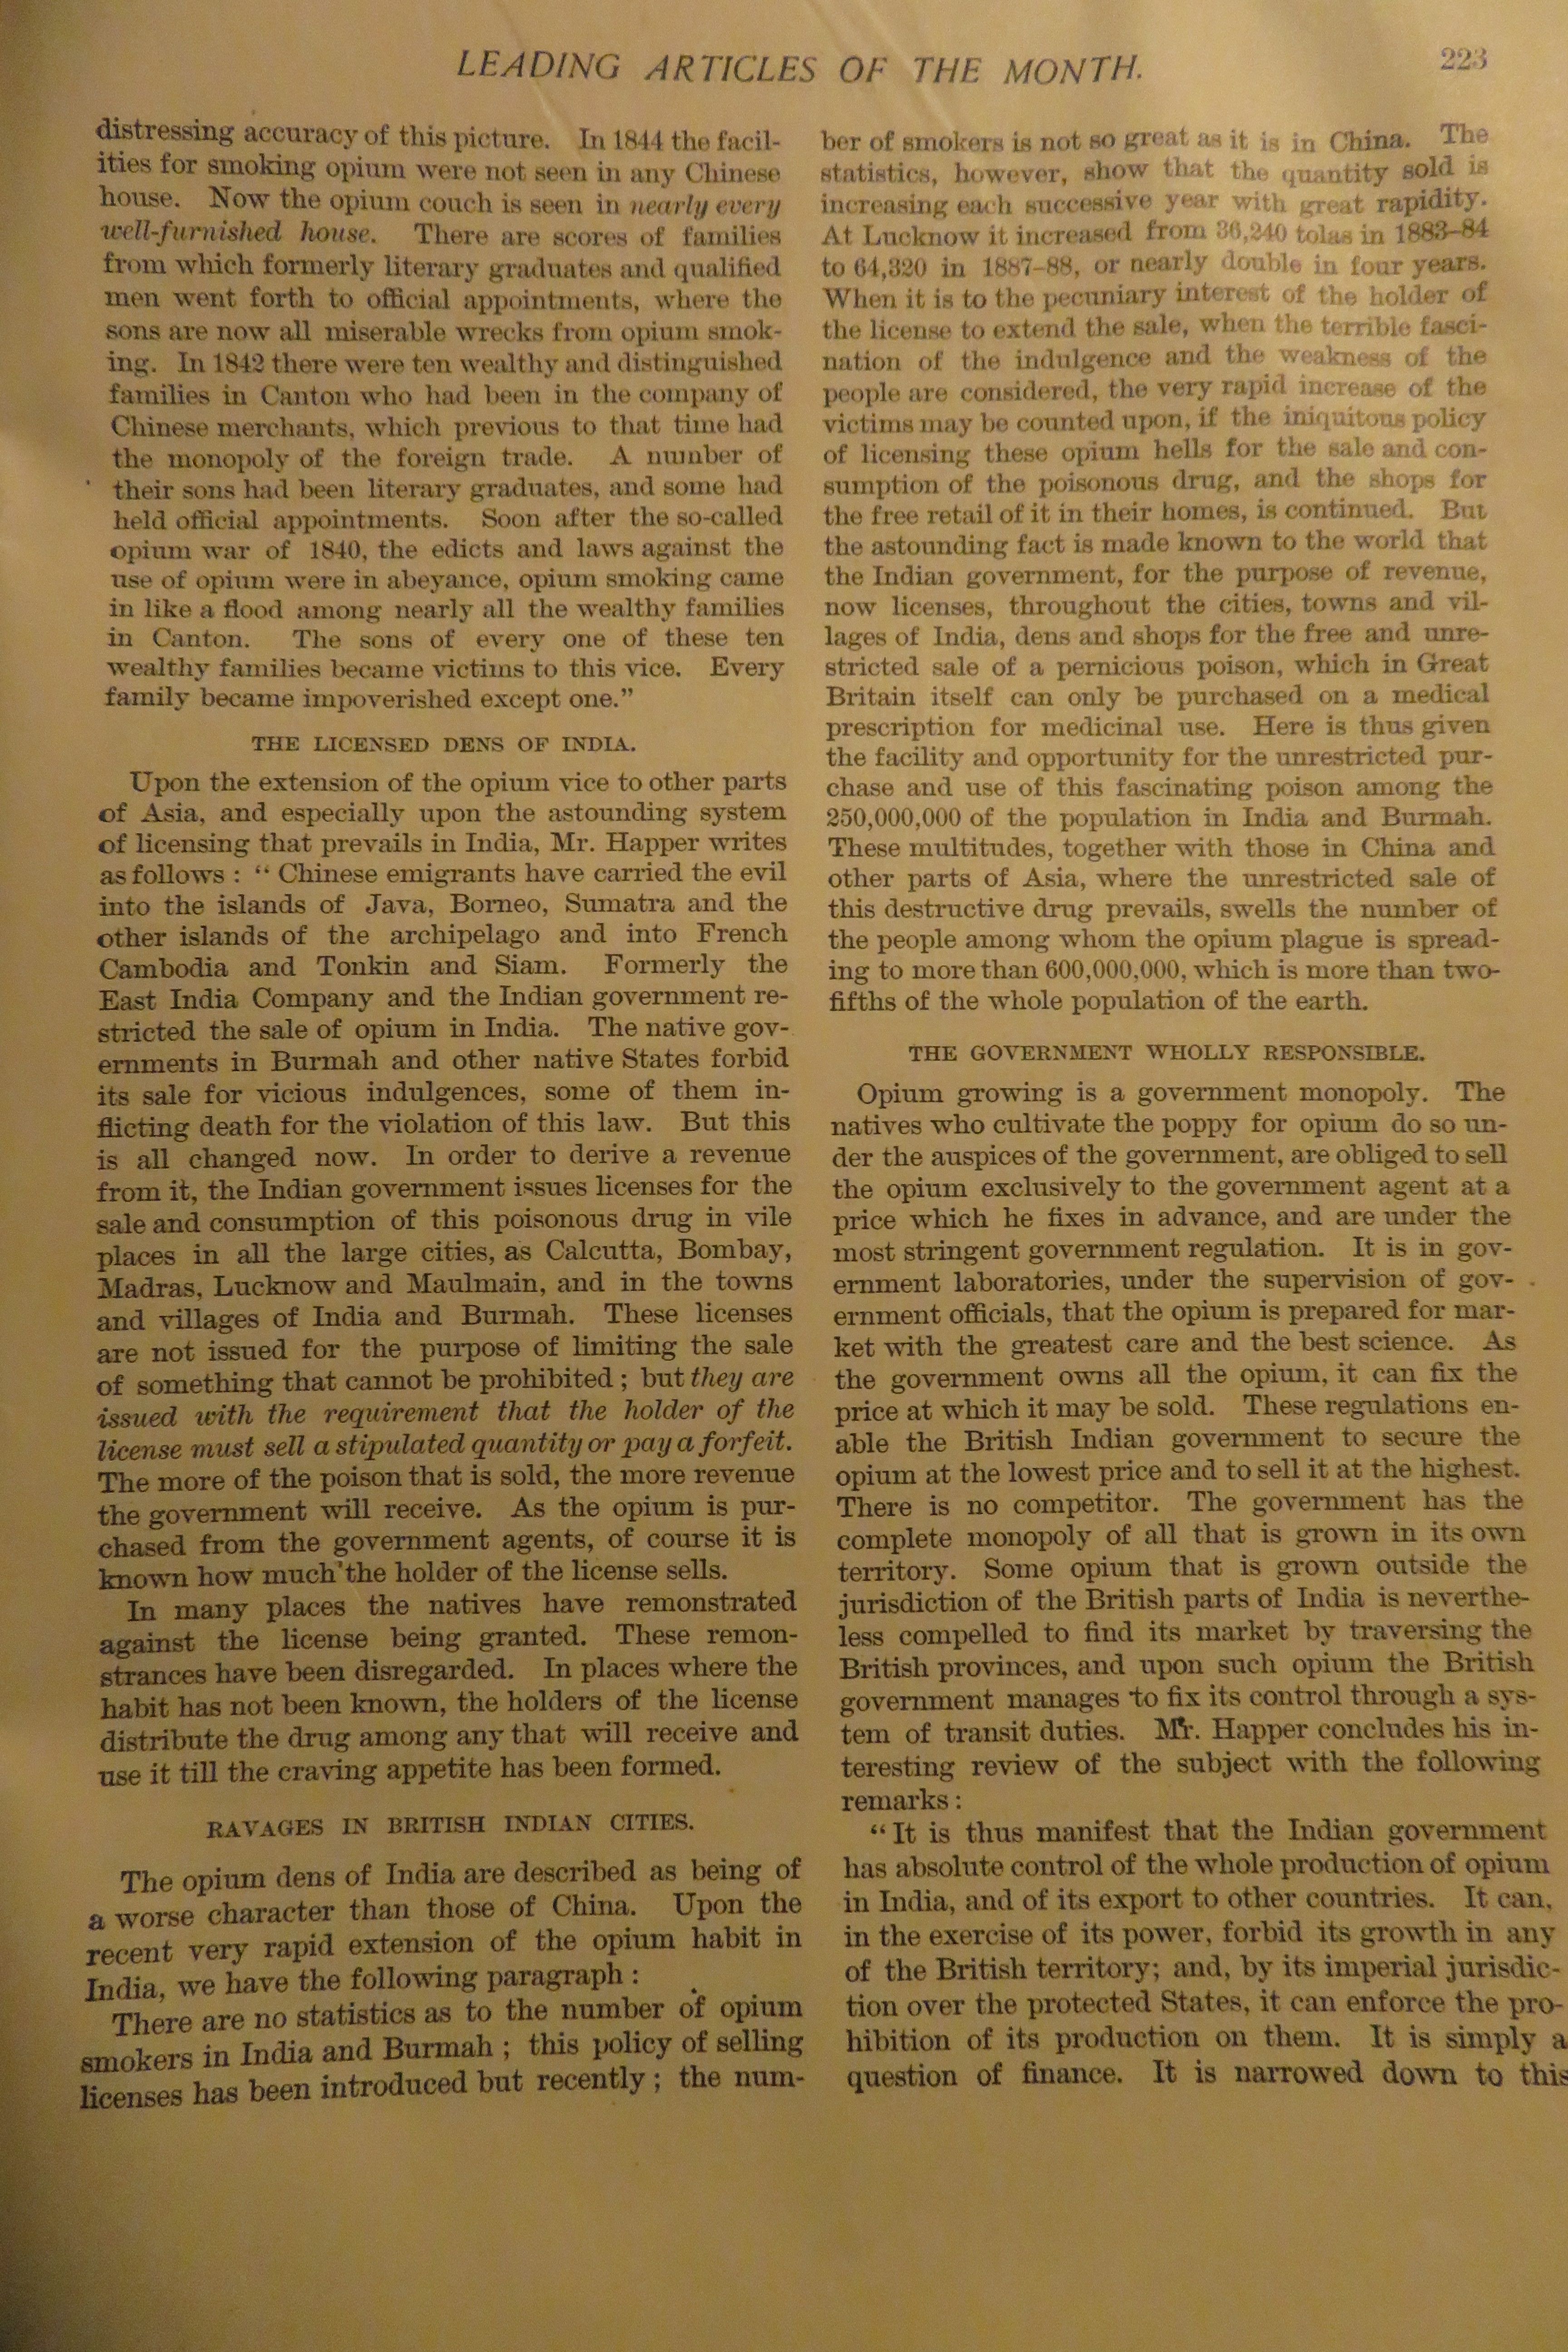 LEADING ARTICLES OF THE MONTH.
223
distressing accuracy of this picture. In 1844 the facil-
ities for smoking opium were not seen in any Chinese
house. Now the opium couch is seen in nearly every
well-furnished house. There are scores of families
from which formerly literary graduates and qualified
men went forth to official appointments, where the
sons are now all miserable wrecks from opium smok-
ing. In 1842 there were ten wealthy and distinguished
families in Canton who had been in the company of
Chinese merchants, which previous to that time had
the monopoly of the foreign trade. A number of
their sons had been literary graduates, and some had
held official appointments. Soon after the so-called
opium war of 1840, the edicts and laws against the
use of opium were in abeyance, opium smoking came
in like a flood among nearly all the wealthy families
in Canton. The sons of every one of these ten
wealthy families became victims to this vice. Every
family became impoverished except one.”
THE LICENSED DENS OF INDIA.
Upon the extension of the opium vice to other parts
of Asia, and especially upon the astounding system
of licensing that prevails in India, Mr. Happer writes
as follows : “ Chinese emigrants have carried the evil
into the islands of Java, Borneo, Sumatra and the
other islands of the archipelago and into French
Cambodia and Tonkin and Siam. Formerly the
East India Company and the Indian government re-
stricted the sale of opium in India. The native gov-
ernments in Burmah and other native States forbid
its sale for vicious indulgences, some of them in-
flicting death for the violation of this law. But this
is all changed now. In order to derive a revenue
from it, the Indian government issues licenses for the
sale and consumption of this poisonous drug in vile
places in all the large cities, as Calcutta, Bombay,
Madras, Lucknow and Maulmain, and in the towns
and villages of India and Burmah. These licenses
are not issued for the purpose of limiting the sale
of something that cannot be prohibited ; but they are
issued with the requirement that the holder of the
license must sell a stipulated quantity or pay a forfeit.
The more of the poison that is sold, the more revenue
the government will receive. As the opium is pur-
chased from the government agents, of course it is
known how much the holder of the license sells.
In many places the natives have remonstrated
against the license being granted. These remon-
strances have been disregarded. In places where the
habit has not been known, the holders of the license
distribute the drug among any that will receive and
use it till the craving appetite has been formed.
RAVAGES IN BRITISH INDIAN CITIES.
The opium dens of India are described as being of
a worse character than those of China. Upon the
recent very rapid extension of the opium habit in
India, we have the following paragraph :
There are no statistics as to the number of opium
smokers in India and Burmah ; this policy of selling
licenses has been introduced but recently ; the num-
ber of smokers is not so great as it is in China. The
statistics, however, show that the quantity sold is
increasing each successive year with great rapidity.
At Lucknow it increased from 36,240 tolas in 1883–84
to 64,320 in 1887–88, or nearly double in four years.
When it is to the pecuniary interest of the holder of
the license to extend the sale, when the terrible fasci-
nation of the indulgence and the weakness of the
people are considered, the very rapid increase of the
victims may be counted upon, if the iniquitous policy
of licensing these opium hells for the sale and con-
sumption of the poisonous drug, and the shops for
the free retail of it in their homes, is continued. But
the astounding fact is made known to the world that
the Indian government, for the purpose of revenue,
now licenses, throughout the cities, towns and vil-
lages of India, dens and shops for the free and unre-
stricted sale of a pernicious poison, which in Great
Britain itself can only be purchased on a medical
prescription for medicinal use. Here is thus given
the facility and opportunity for the unrestricted pur-
chase and use of this fascinating poison among the
250,000,000 of the population in India and Burmah.
These multitudes, together with those in China and
other parts of Asia, where the unrestricted sale of
this destructive drug prevails, swells the number of
the people among whom the opium plague is spread-
ing to more than 600,000,000, which is more than two-
fifths of the whole population of the earth.
THE GOVERNMENT WHOLLY RESPONSIBLE.
Opium growing is a government monopoly. The
natives who cultivate the poppy for opium do so un-
der the auspices of the government, are obliged to sell
the opium exclusively to the government agent at a
price which he fixes in advance, and are under the
most stringent government regulation. It is in gov-
ernment laboratories, under the supervision of gov-
ernment officials, that the opium is prepared for mar-
ket with the greatest care and the best science. As
the government owns all the opium, it can fix the
price at which it may be sold. These regulations en-
able the British Indian government to secure the
opium at the lowest price and to sell it at the highest.
There is no competitor. The government has the
complete monopoly of all that is grown in its own
territory. Some opium that is grown outside the
jurisdiction of the British parts of India is neverthe-
less compelled to find its market by traversing the
British provinces, and upon such opium the British
government manages to fix its control through a sys-
tem of transit duties. Mr. Happer concludes his in-
teresting review of the subject with the following
remarks :
“ It is thus manifest that the Indian government
has absolute control of the whole production of opium
in India, and of its export to other countries. It can,
in the exercise of its power, forbid its growth in any
of the British territory; and, by its imperial jurisdic-
tion over the protected States, it can enforce the pro-
hibition of its production on them. It is simply a
question of finance. It is narrowed down to this